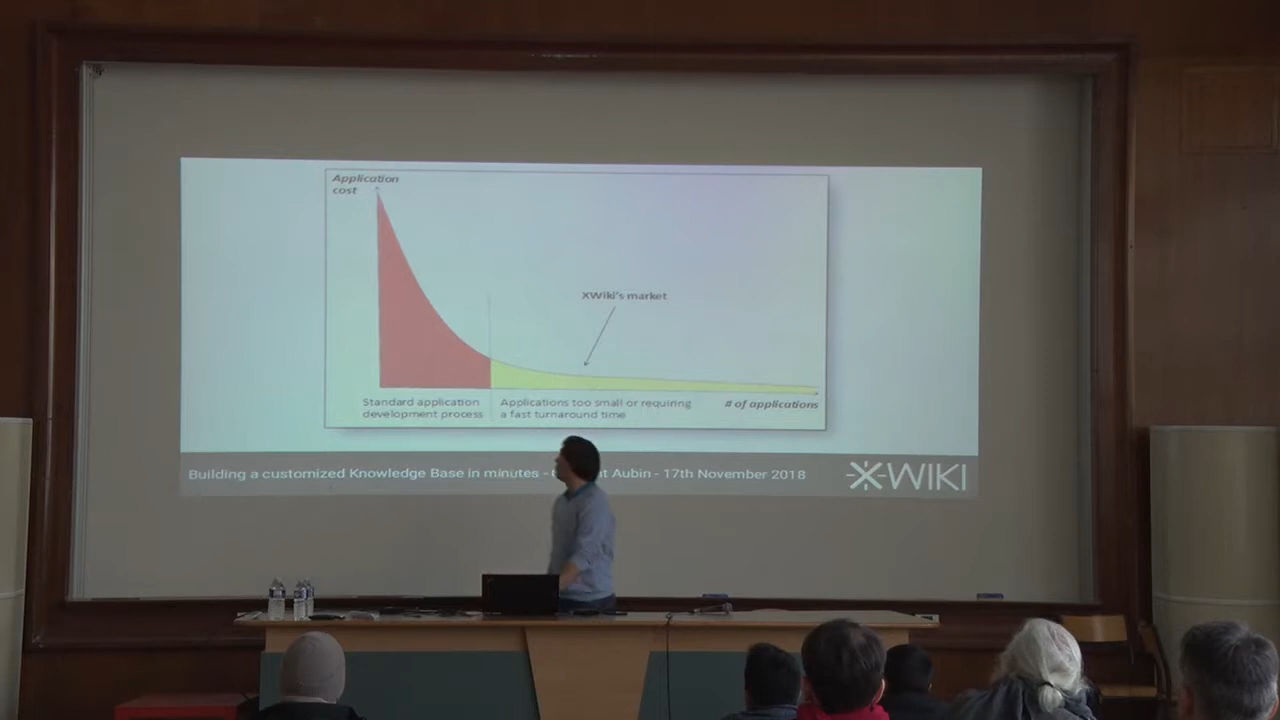 Application
cost
XWiki's market
Standard application
development process
Applications too small or requiring
a fast turnaround time
# of applications
Building a customized Knowledge Base in minutes - Aubin - 17th November 2018
X-WIKI